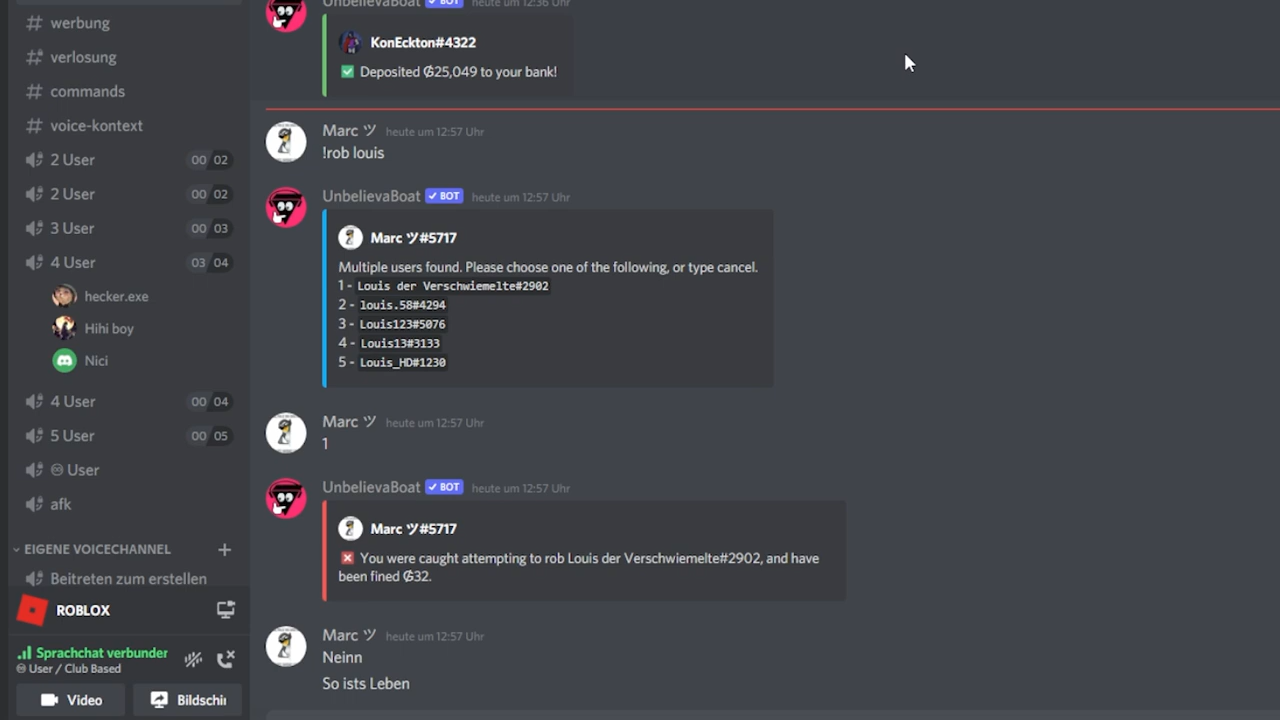 werbung
verlosung
commands
voice-kontext
2 User 00 02
2 User 00 02
3 User 00 03
4 User 03 04
hecker.exe
Hihi boy
Nici
4 User 00 04
5 User 00 05
♾ User
afk
EIGENE VOICECHANNEL +
Beitreten zum erstellen
ROBLOX
Sprachchat verbunden
♾ User / Club Based
Video
Bildschir
UnbelievaBoat ✓ BOT heute um 12:36 Uhr
KonEckton#4322
✅ Deposited ₲25,049 to your bank!
Marc ツ heute um 12:57 Uhr
!rob louis
UnbelievaBoat ✓ BOT heute um 12:57 Uhr
Marc ツ#5717
Multiple users found. Please choose one of the following, or type cancel.
1 - Louis der Verschwiemelte#2902
2 - louis.58#4294
3 - Louis123#5076
4 - Louis13#3133
5 - Louis_HD#1230
Marc ツ heute um 12:57 Uhr
1
UnbelievaBoat ✓ BOT heute um 12:57 Uhr
Marc ツ#5717
❌ You were caught attempting to rob Louis der Verschwiemelte#2902, and have
been fined ₲32.
Marc ツ heute um 12:57 Uhr
Neinn
So ists Leben